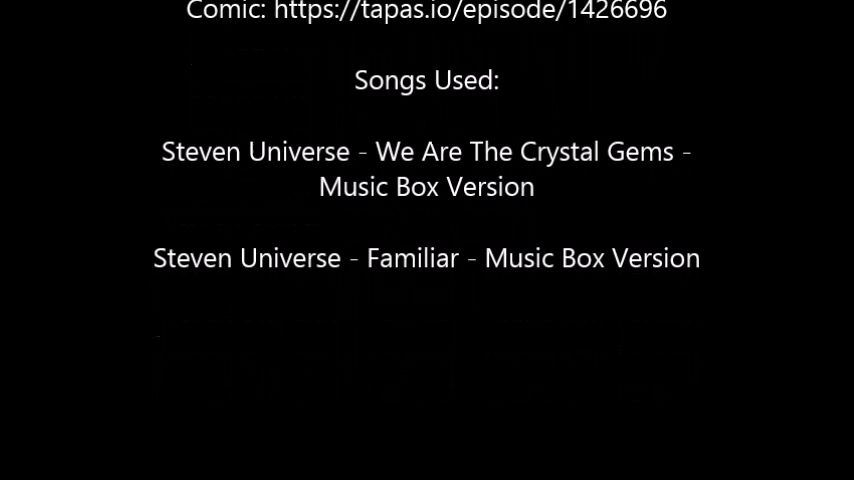 Comic: https://tapas.io/episode/1426696
Songs Used:
Steven Universe - We Are The Crystal Gems -
Music Box Version
Steven Universe - Familiar - Music Box Version